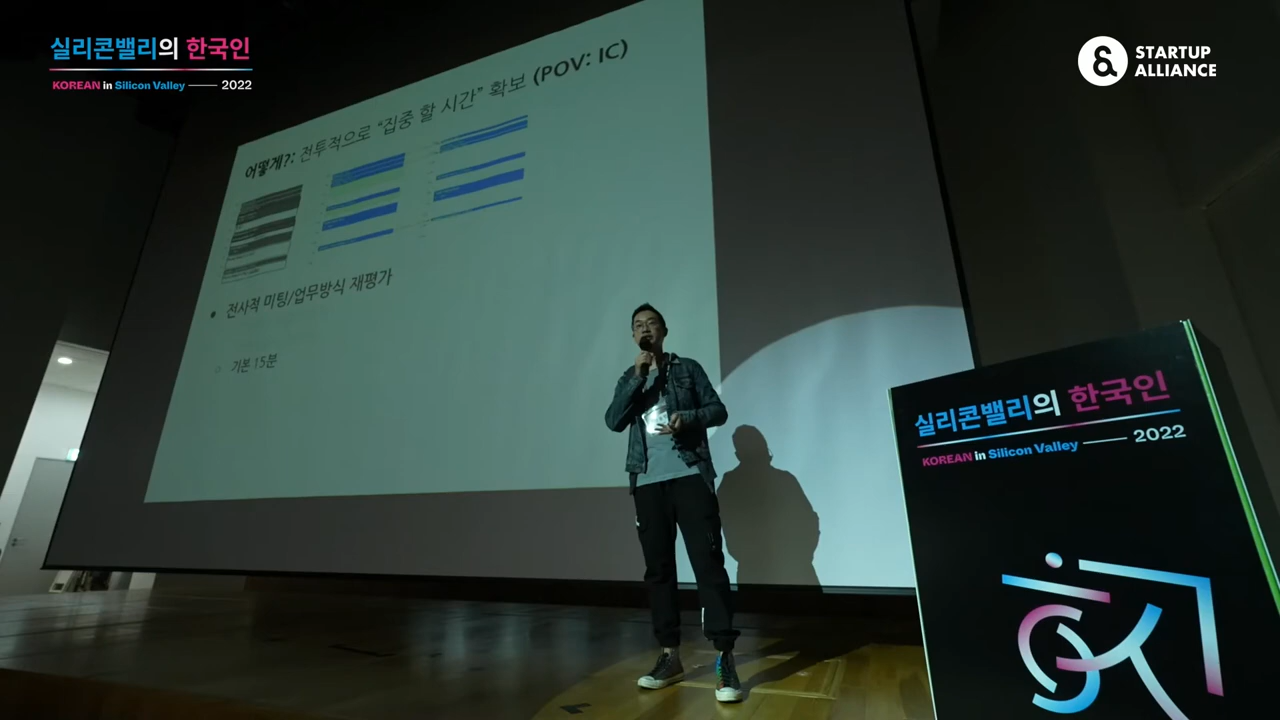 실리콘밸리의 한국인
KOREAN in Silicon Valley 2022
STARTUP
ALLIANCE
어떻게?: 전투적으로 "집중 할 시간" 확보 (POV: IC)
전사적 미팅/업무방식 재평가
기본 15분
실리콘밸리의 한국인
KOREAN in Silicon Valley 2022